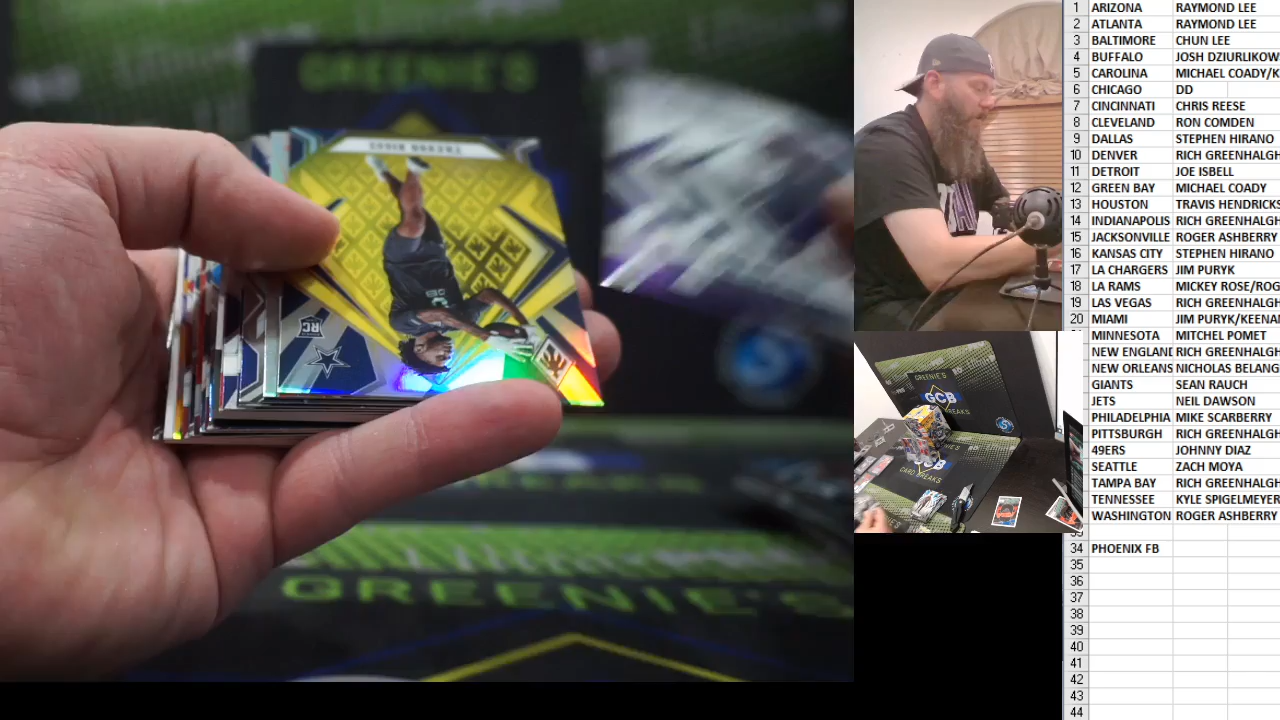 GREENIE'S
TREVON DIGGS
RC
GREENIE'S
GREENIE'S
GCB
BREAKS
CARD BREAKS
GCB
1 ARIZONA RAYMOND LEE
2 ATLANTA RAYMOND LEE
3 BALTIMORE CHUN LEE
4 BUFFALO JOSH DZIURLIKOW
5 CAROLINA MICHAEL COADY/K
6 CHICAGO DD
7 CINCINNATI CHRIS REESE
8 CLEVELAND RON COMDEN
9 DALLAS STEPHEN HIRANO
10 DENVER RICH GREENHALGH
11 DETROIT JOE ISBELL
12 GREEN BAY MICHAEL COADY
13 HOUSTON TRAVIS HENDRICKS
14 INDIANAPOLIS RICH GREENHALGH
15 JACKSONVILLE ROGER ASHBERRY
16 KANSAS CITY STEPHEN HIRANO
17 LA CHARGERS JIM PURYK
18 LA RAMS MICKEY ROSE/ROG
19 LAS VEGAS RICH GREENHALGH
20 MIAMI JIM PURYK/KEENAN
MINNESOTA MITCHEL POMET
NEW ENGLAND RICH GREENHALGH
NEW ORLEANS NICHOLAS BELANG
GIANTS SEAN RAUCH
JETS NEIL DAWSON
PHILADELPHIA MIKE SCARBERRY
PITTSBURGH RICH GREENHALGH
49ERS JOHNNY DIAZ
SEATTLE ZACH MOYA
TAMPA BAY RICH GREENHALGH
TENNESSEE KYLE SPIGELMEYER
WASHINGTON ROGER ASHBERRY
34 PHOENIX FB
35
36
37
38
39
40
41
42
43
44